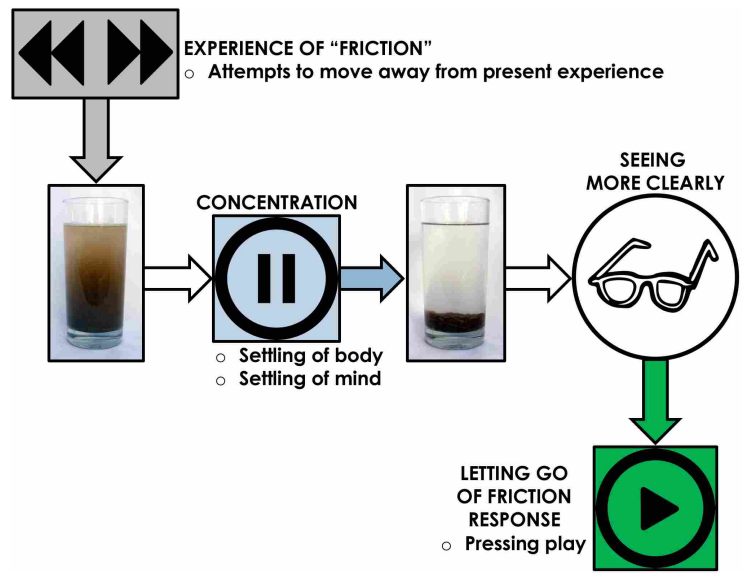 EXPERIENCE OF “FRICTION”
○ Attempts to move away from present experience
CONCENTRATION
○ Settling of body
○ Settling of mind
SEEING
MORE CLEARLY
LETTING GO
OF FRICTION
RESPONSE
○ Pressing play